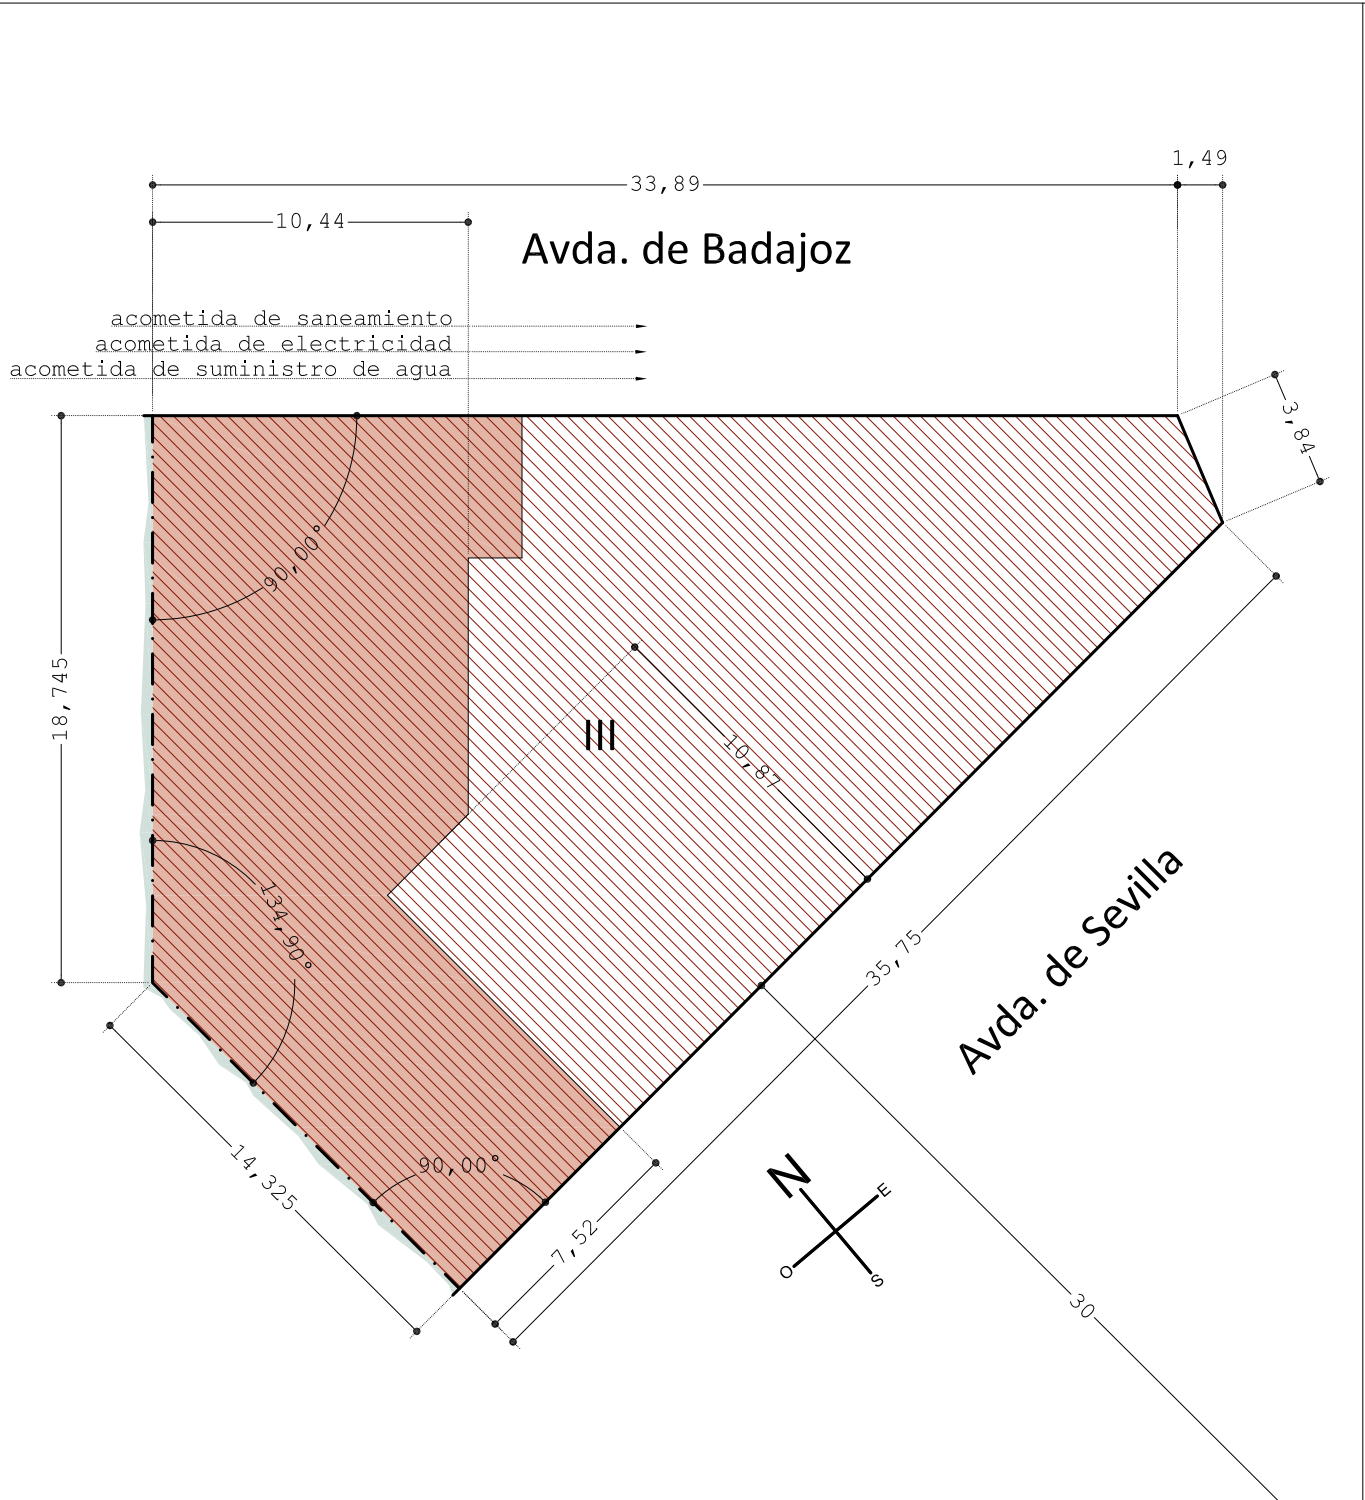 1,49
33,89
10,44
Avda. de Badajoz
acometida de saneamiento
acometida de electricidad
acometida de suministro de agua
3,84
90,00°
18,745
III
10,87
134,90°
35,75
Avda. de Sevilla
14,325
90,00°
7,52
N
E
O
S
30